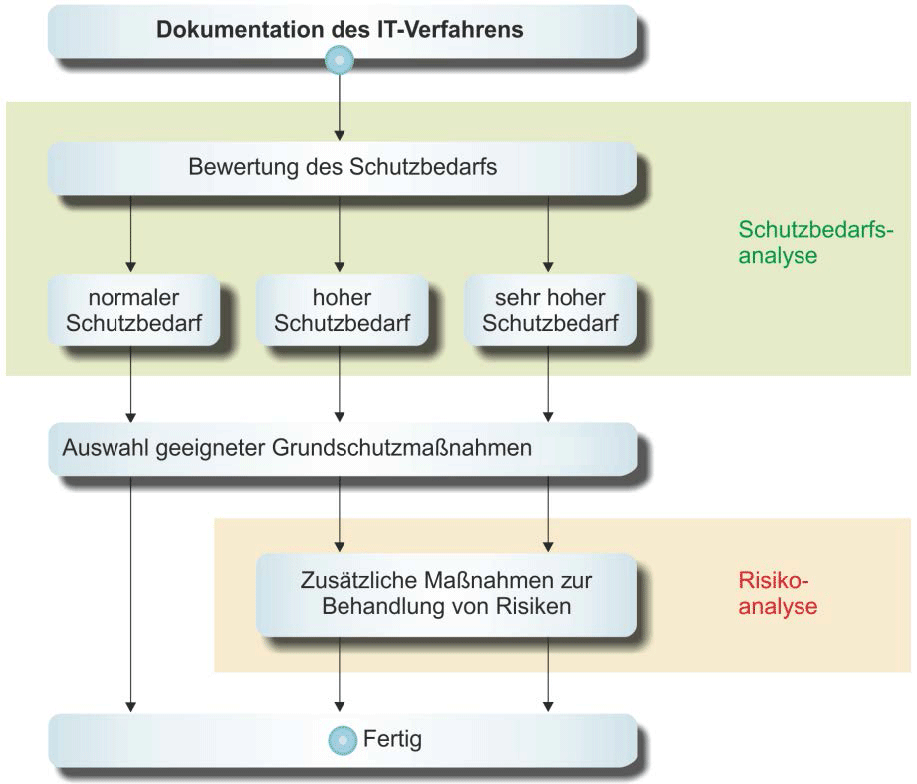 Dokumentation des IT-Verfahrens
Bewertung des Schutzbedarfs
Schutzbedarfs-
analyse
normaler
Schutzbedarf
hoher
Schutzbedarf
sehr hoher
Schutzbedarf
Auswahl geeigneter Grundschutzmaßnahmen
Zusätzliche Maßnahmen zur
Behandlung von Risiken
Risiko-
analyse
Fertig